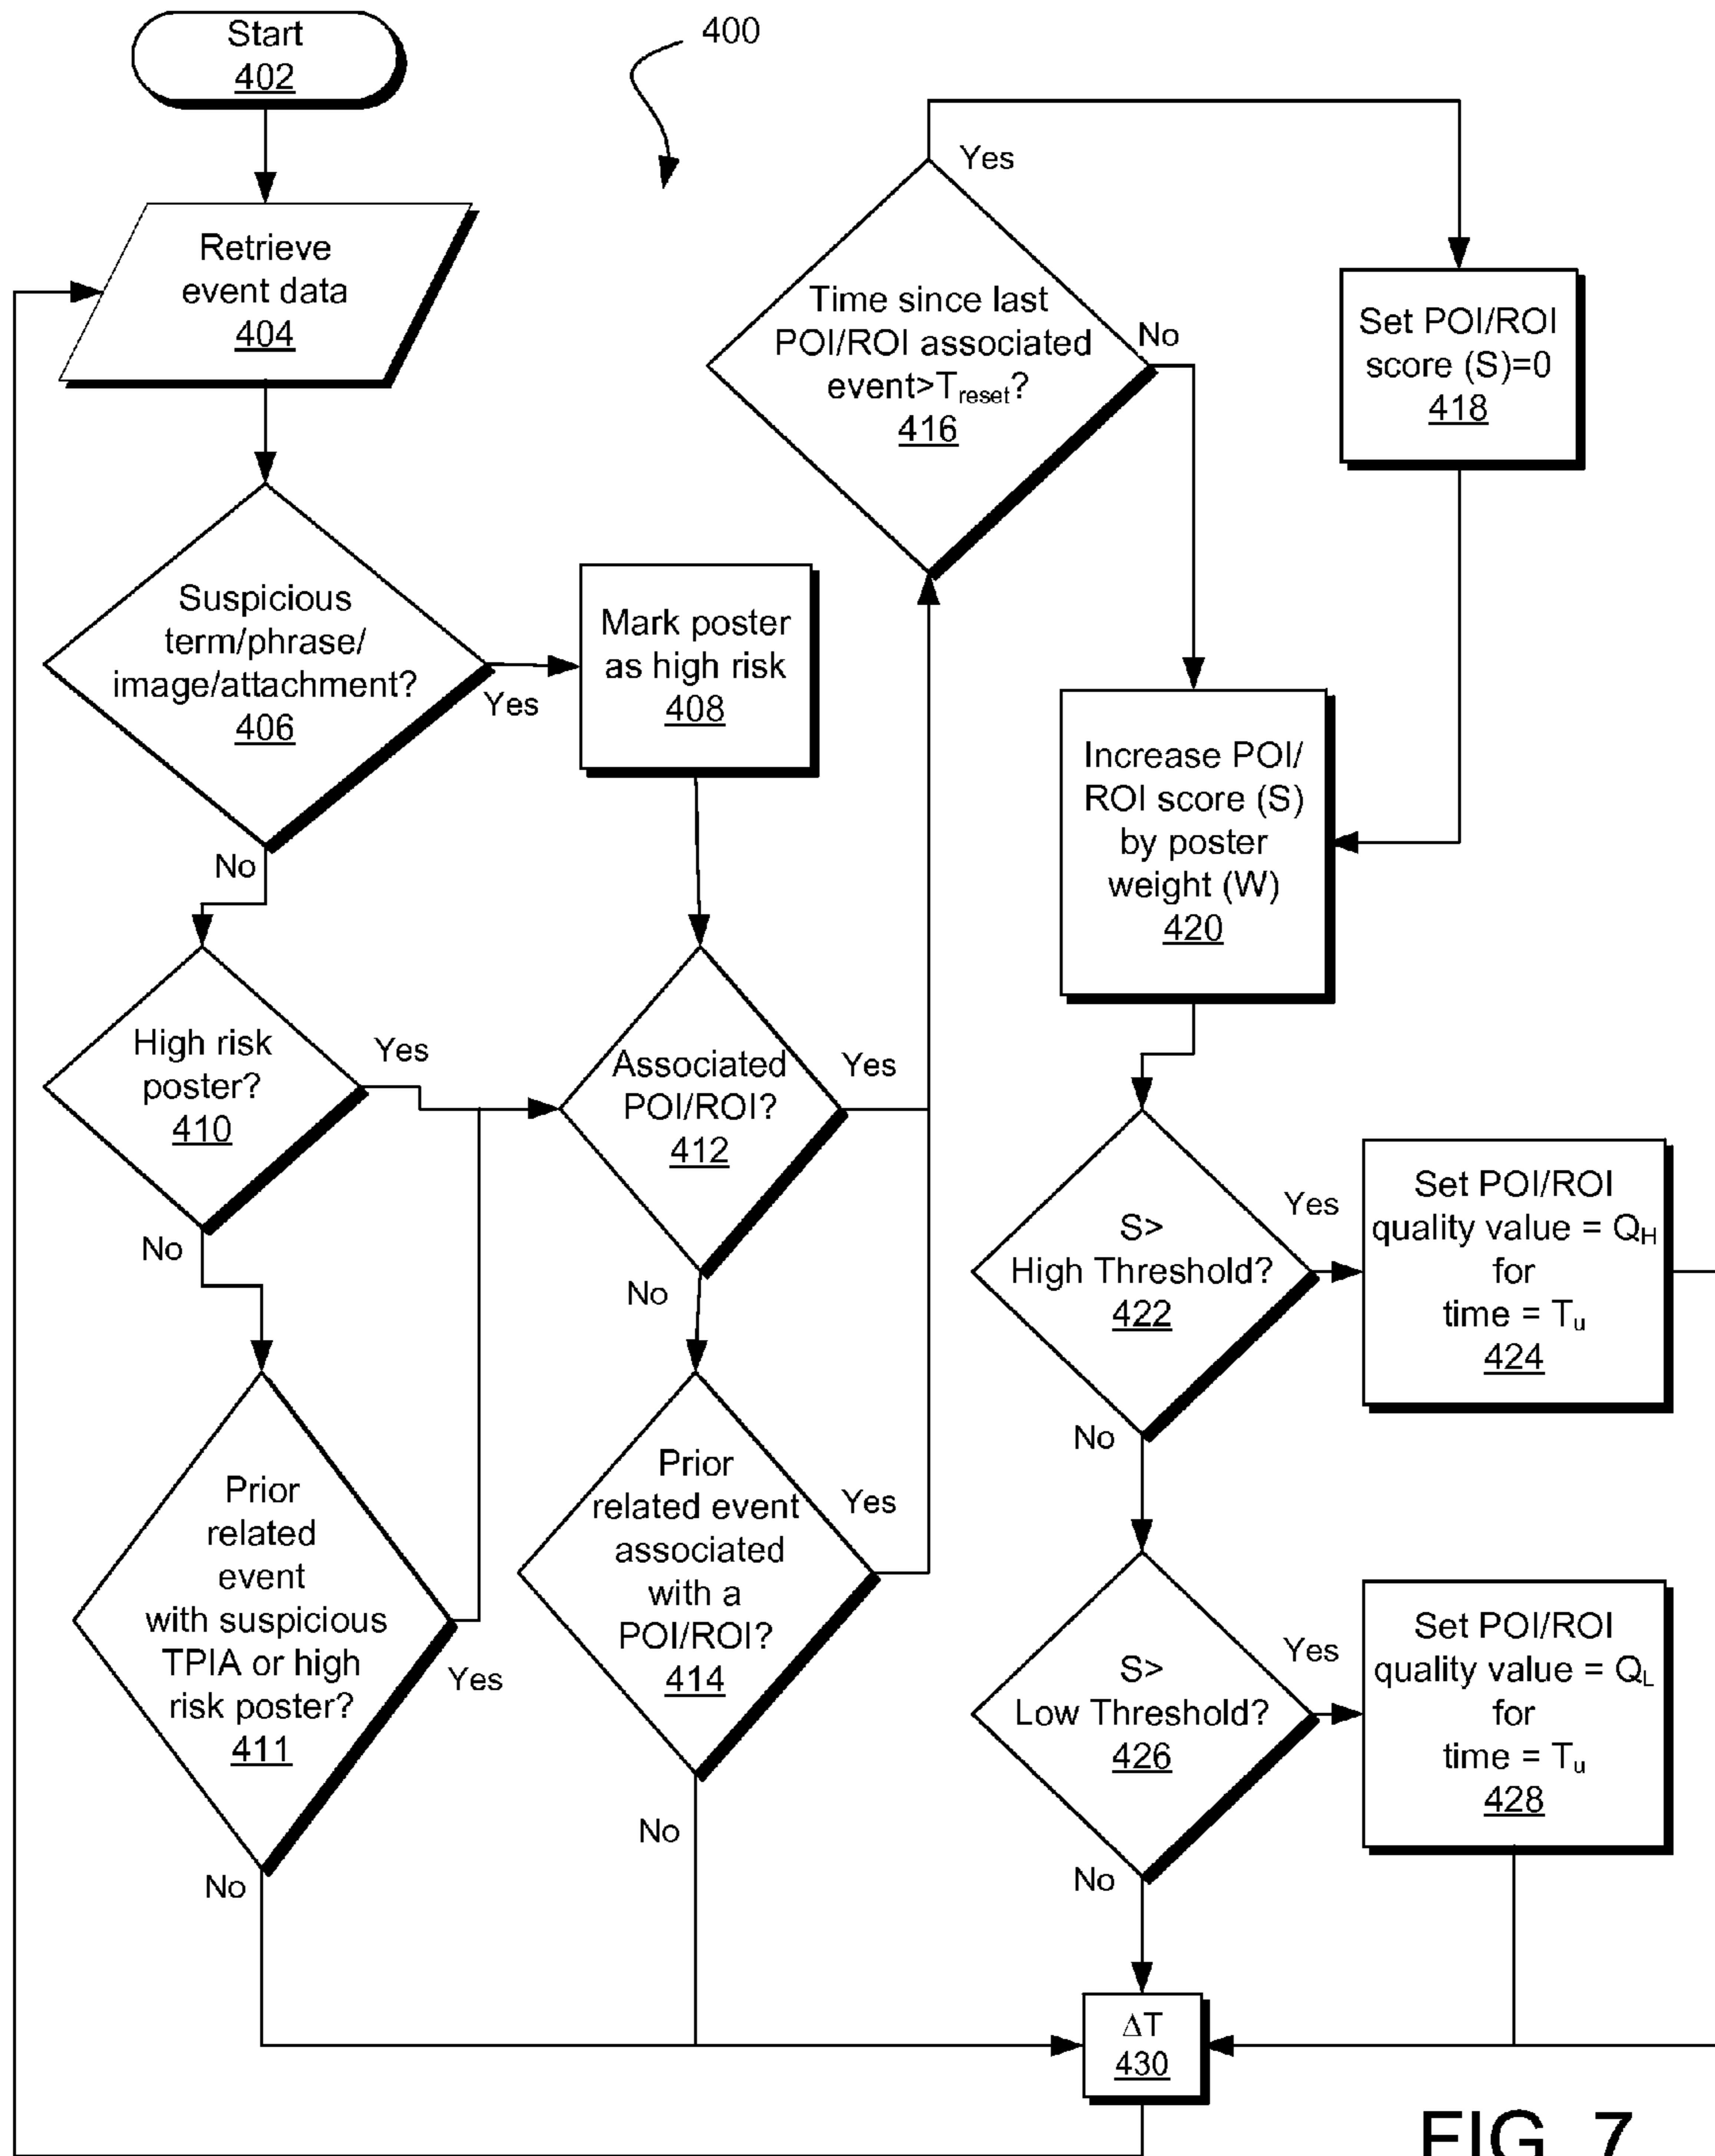 Start
402
400
Retrieve
event data
404
Suspicious
term/phrase/
image/attachment?
406
Yes
No
Mark poster
as high risk
408
High risk
poster?
410
Yes
No
Associated
POI/ROI?
412
Yes
No
Prior
related
event
with suspicious
TPIA or high
risk poster?
411
Yes
No
Prior
related event
associated
with a
POI/ROI?
414
Yes
No
Time since last
POI/ROI associated
event>Treset?
416
Yes
No
Set POI/ROI
score (S)=0
418
Increase POI/
ROI score (S)
by poster
weight (W)
420
S>
High Threshold?
422
Yes
No
Set POI/ROI
quality value = QH
for
time = Tu
424
S>
Low Threshold?
426
Yes
No
Set POI/ROI
quality value = QL
for
time = Tu
428
ΔT
430
FIG. 7